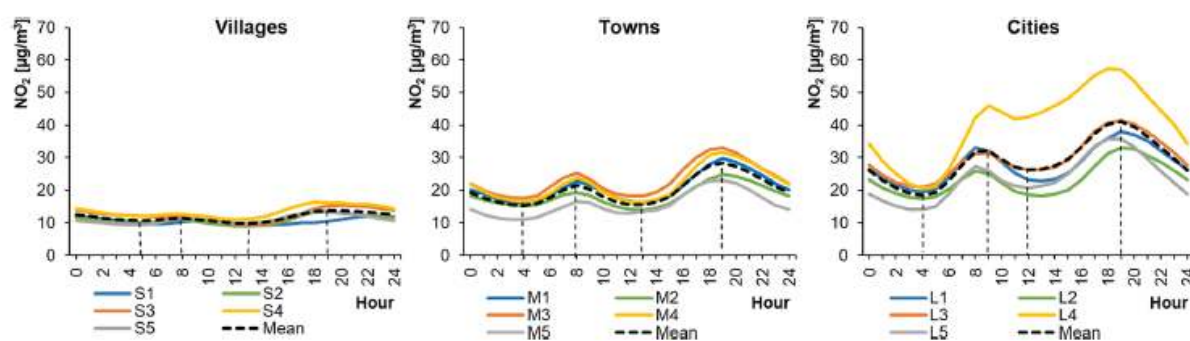 Villages
NO₂ [µg/m³]
70
60
50
40
30
20
10
0
0 2 4 6 8 10 12 14 16 18 20 22 24
Hour
S1 S2
S3 S4
S5 Mean
Towns
NO₂ [µg/m³]
70
60
50
40
30
20
10
0
0 2 4 6 8 10 12 14 16 18 20 22 24
Hour
M1 M2
M3 M4
M5 Mean
Cities
NO₂ [µg/m³]
70
60
50
40
30
20
10
0
0 2 4 6 8 10 12 14 16 18 20 22 24
Hour
L1 L2
L3 L4
L5 Mean